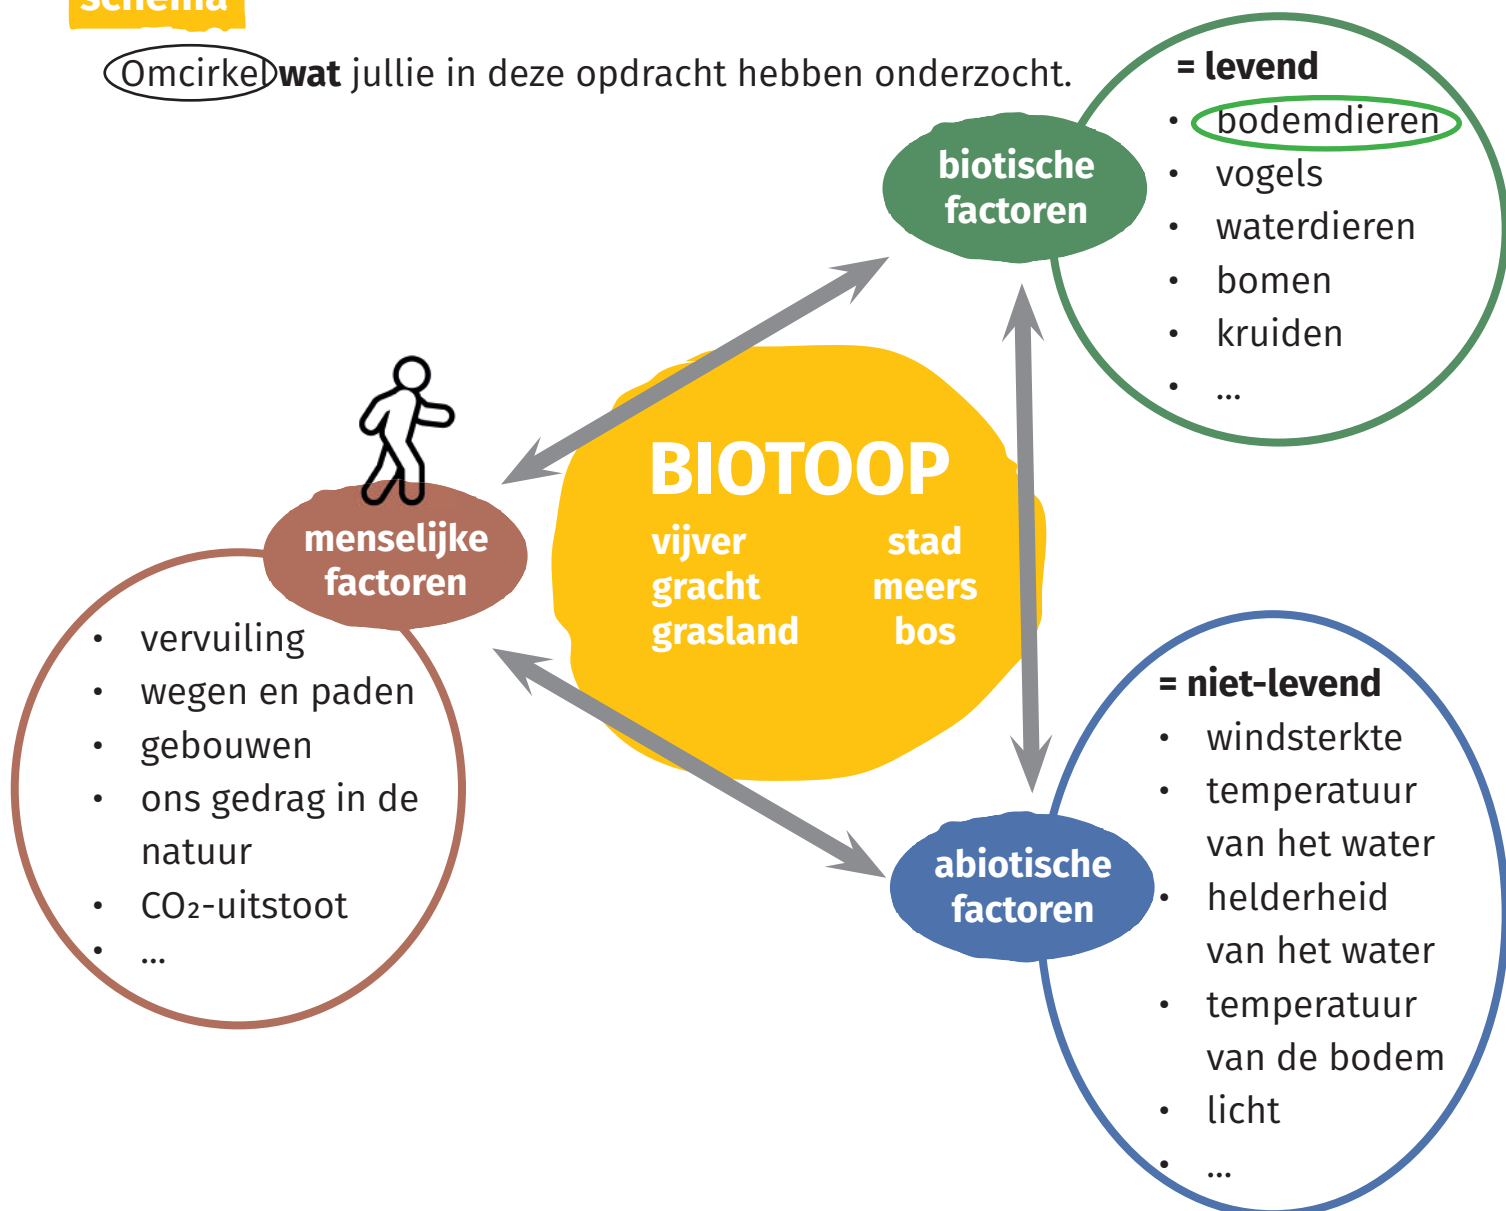 schema
Omcirkel wat jullie in deze opdracht hebben onderzocht.
= levend
• bodemdieren
• vogels
• waterdieren
• bomen
• kruiden
• ...
biotische
factoren
BIOTOOP
vijver stad
gracht meers
grasland bos
menselijke
factoren
• vervuiling
• wegen en paden
• gebouwen
• ons gedrag in de
natuur
• CO₂-uitstoot
• ...
abiotische
factoren
= niet-levend
• windsterkte
• temperatuur
van het water
• helderheid
van het water
• temperatuur
van de bodem
• licht
• ...